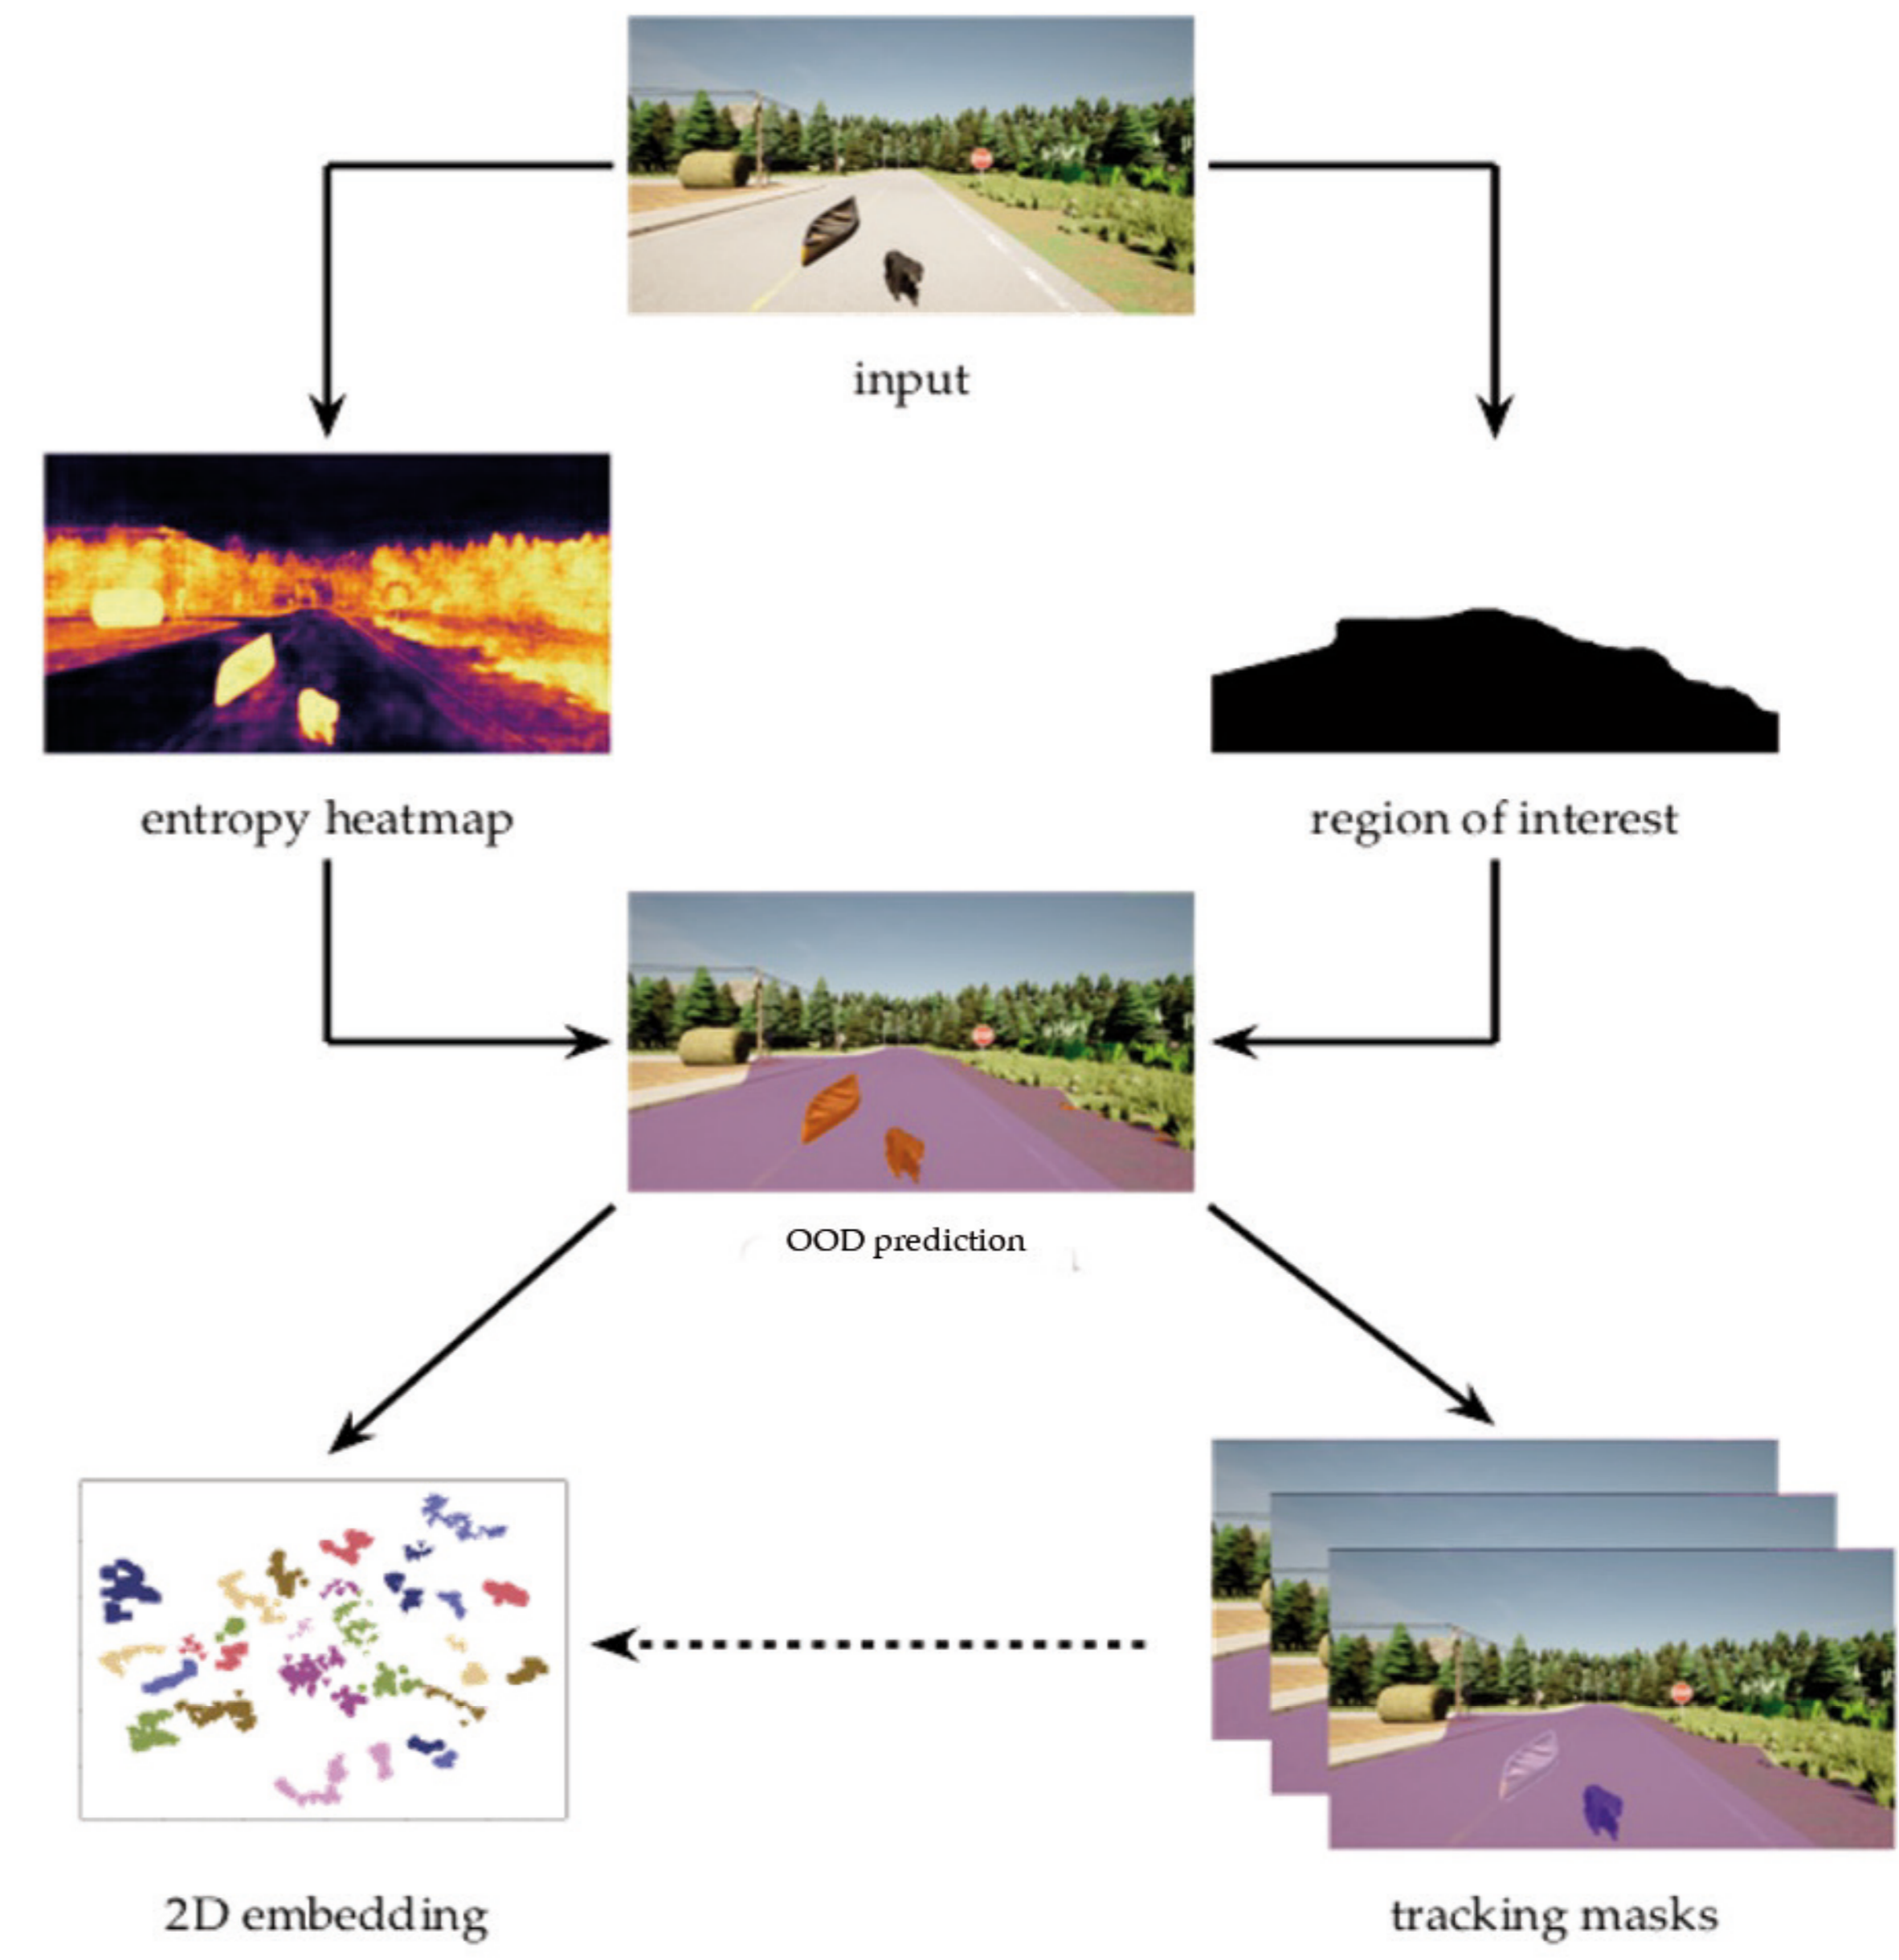 input
entropy heatmap
region of interest
OOD prediction
2D embedding
tracking masks